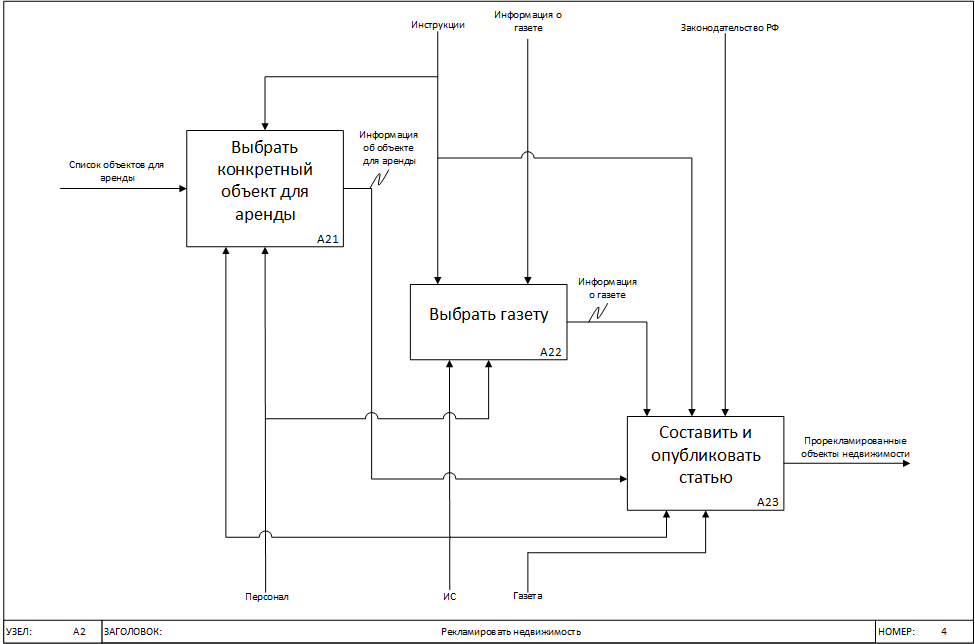 Инструкции
Информация о
газете
Законодательство РФ
Список объектов для
аренды
Выбрать
конкретный
объект для
аренды
A21
Информация
об объекте
для аренды
Выбрать газету
A22
Информация
о газете
Составить и
опубликовать
статью
A23
Прорекламированные
объекты недвижимости
Персонал
ИС
Газета
УЗЕЛ:
A2
ЗАГОЛОВОК:
Рекламировать недвижимость
НОМЕР:
4